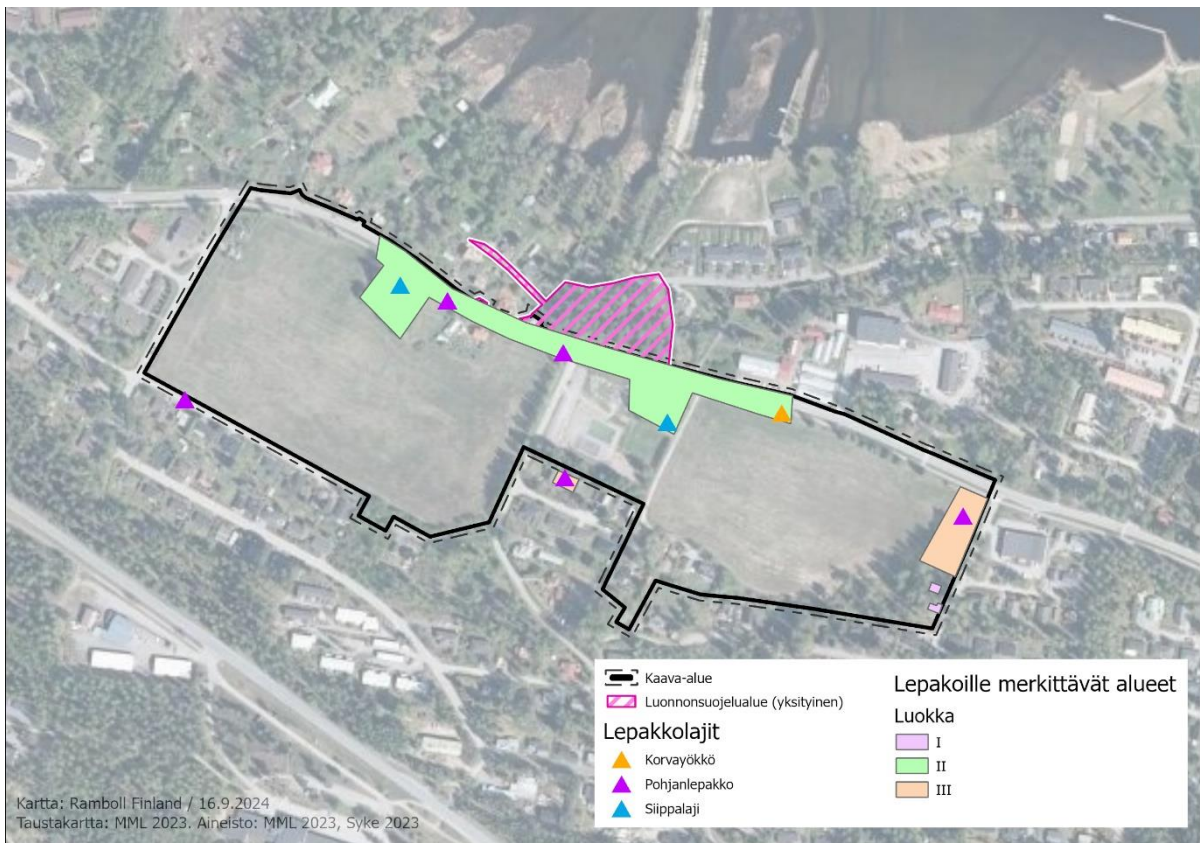 Kaava-alue
Luonnonsuojelualue (yksityinen)
Lepakkolajit
Korvayökkö
Pohjanlepakko
Siippalaji
Lepakoille merkittävät alueet
Luokka
I
II
III
Kartta: Ramboll Finland / 16.9.2024
Taustakartta: MML 2023. Aineisto: MML 2023, Syke 2023